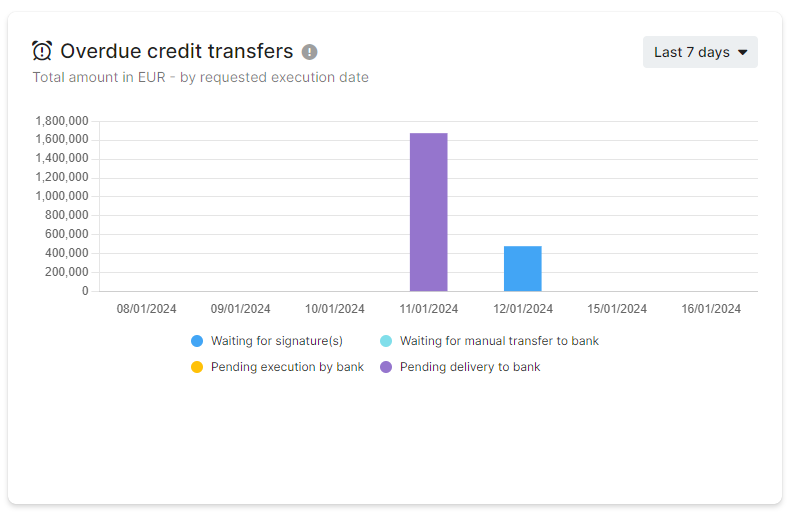 Overdue credit transfers
Last 7 days
Total amount in EUR - by requested execution date
1,800,000
1,600,000
1,400,000
1,200,000
1,000,000
800,000
600,000
400,000
200,000
0
08/01/2024 09/01/2024 10/01/2024 11/01/2024 12/01/2024 15/01/2024 16/01/2024
Waiting for signature(s) Waiting for manual transfer to bank
Pending execution by bank Pending delivery to bank